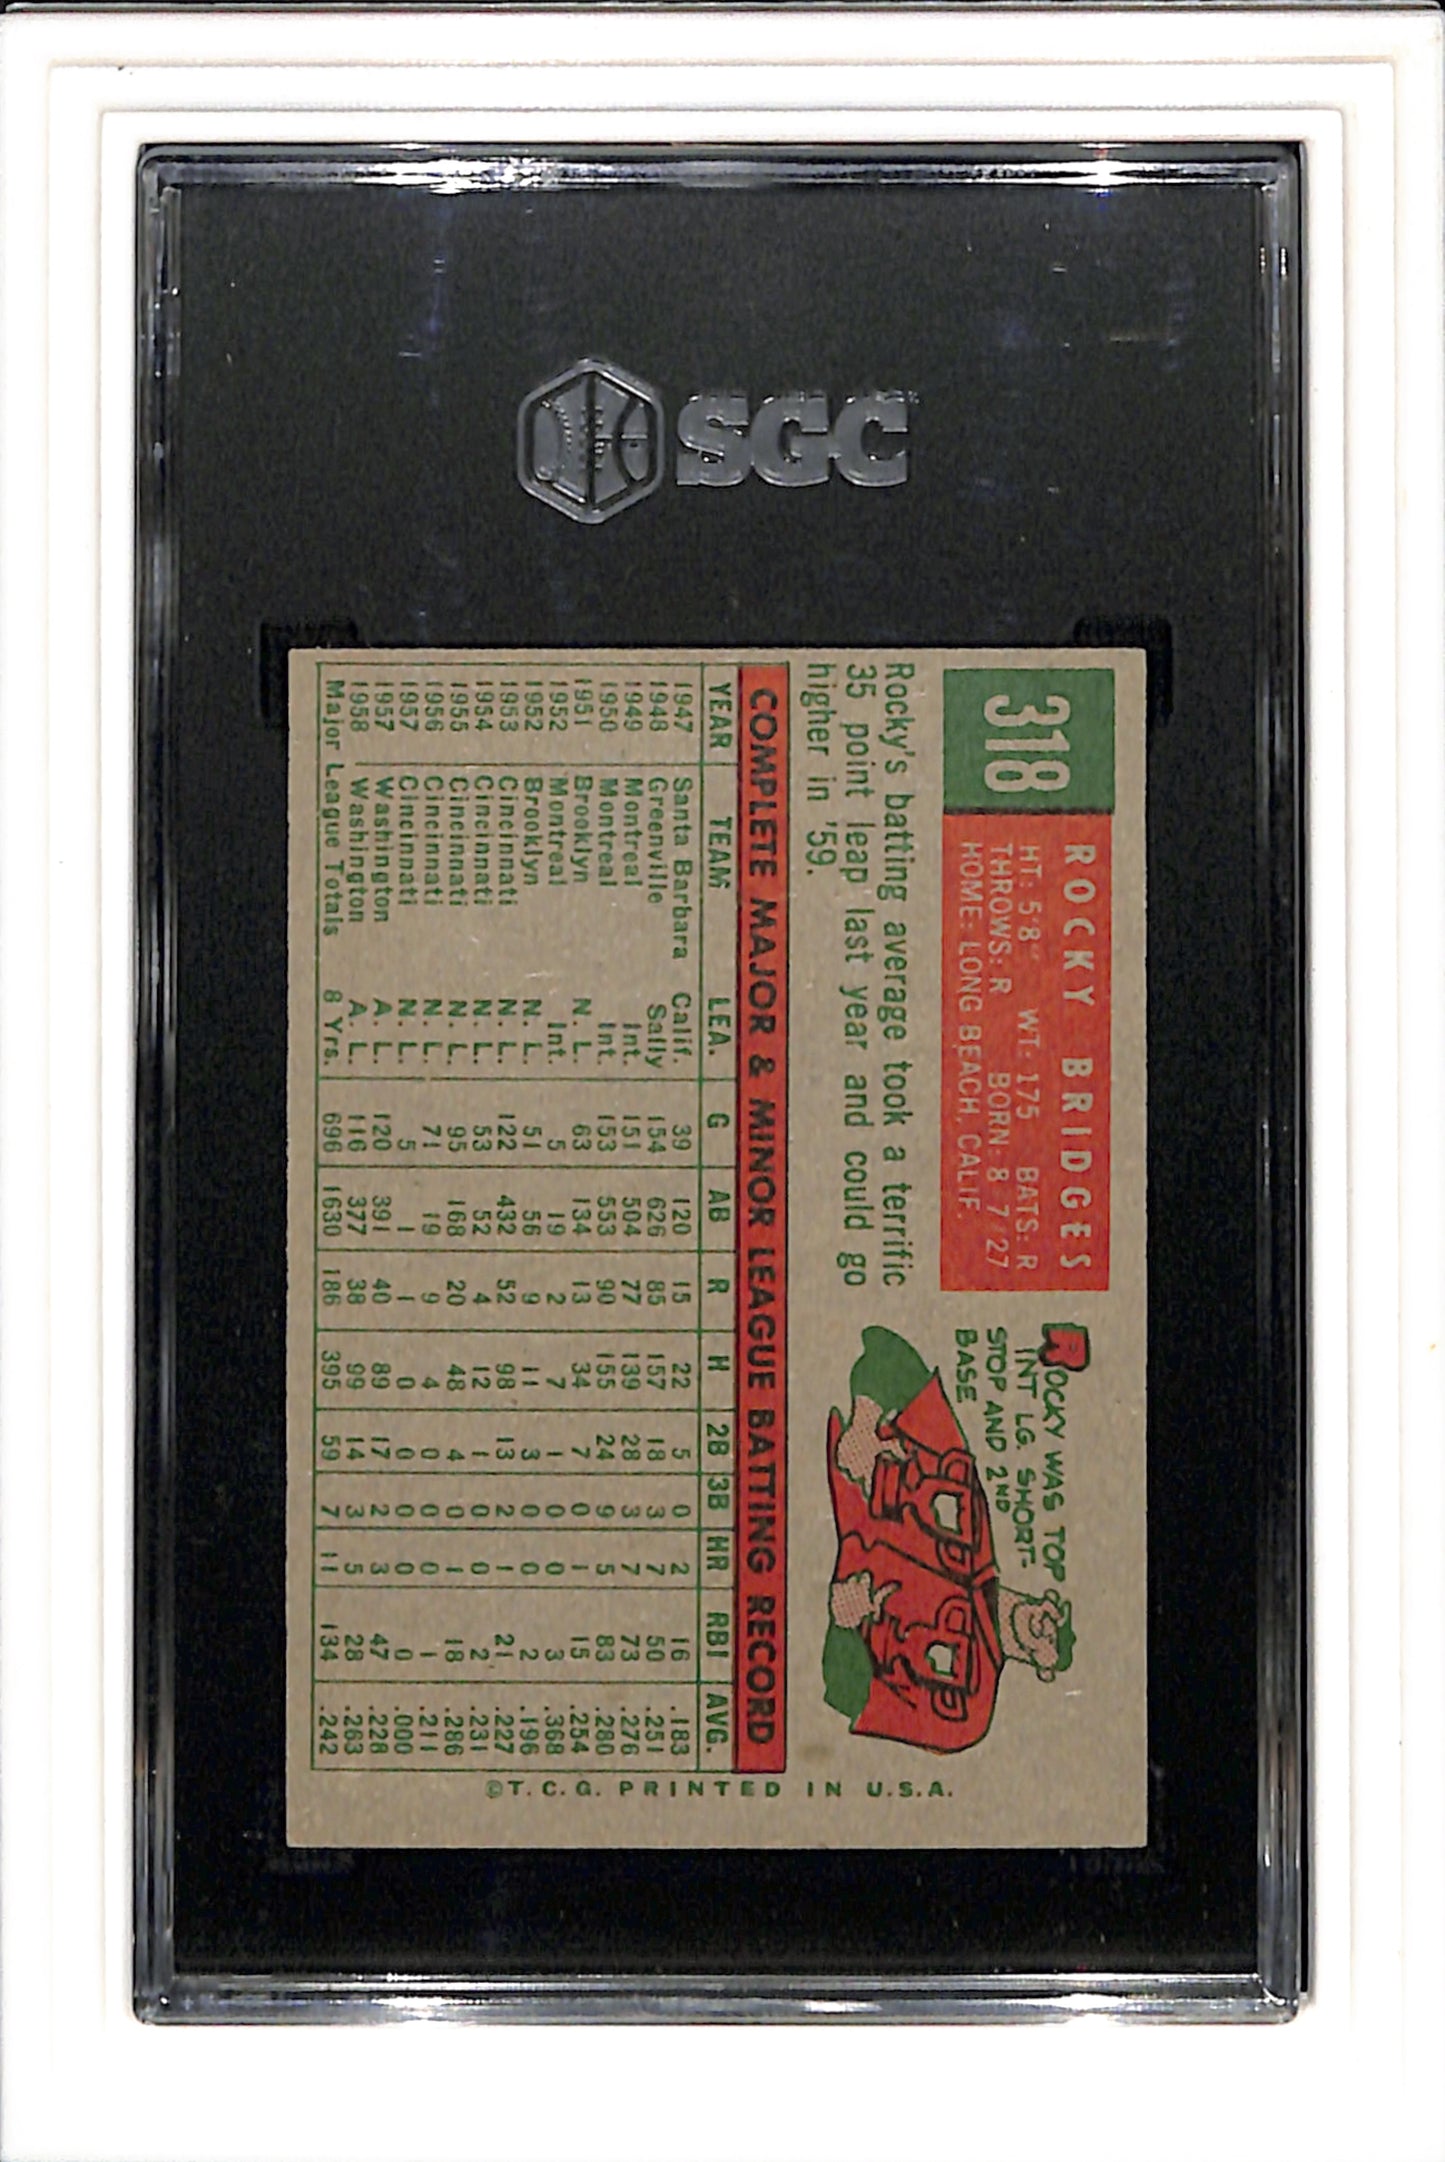 SGC
318
ROCKY BRIDGES
HT: 5'8" WT: 175 BATS: R
THROWS: R BORN: 8 7 27
HOME: LONG BEACH, CALIF.
ROCKY WAS TOP
INT LG. SHORT-
STOP AND 2ND
BASE
Rocky's batting average took a terrific
35 point leap last year and could go
higher in '59.
COMPLETE MAJOR & MINOR LEAGUE BATTING RECORD
YEAR TEAM LEA. G AB R H 2B 3B HR RBI AVG.
1947 Santa Barbara Calif. 39 120 15 22 5 0 2 16 .183
1948 Greenville Sally 154 626 85 157 18 3 7 50 .251
1949 Montreal Int. 151 504 77 139 28 3 7 73 .276
1950 Montreal Int. 153 553 90 155 24 9 5 83 .280
1951 Brooklyn N. L. 63 134 13 34 7 0 1 15 .254
1952 Montreal Int. 5 19 2 7 1 0 0 3 .368
1952 Brooklyn N. L. 51 56 9 11 3 0 0 2 .196
1953 Cincinnati N. L. 122 432 52 98 13 2 1 21 .227
1954 Cincinnati N. L. 53 52 4 12 1 0 0 2 .231
1955 Cincinnati N. L. 95 168 20 48 4 0 1 18 .286
1956 Cincinnati N. L. 71 19 9 4 0 0 0 1 .211
1957 Cincinnati N. L. 5 1 1 0 0 0 0 0 .000
1957 Washington A. L. 120 391 40 89 17 2 3 47 .228
1958 Washington A. L. 116 377 38 99 14 3 5 28 .263
Major League Totals 8 Yrs. 696 1630 186 395 59 7 11 134 .242
©T. C. G. PRINTED IN U.S.A.